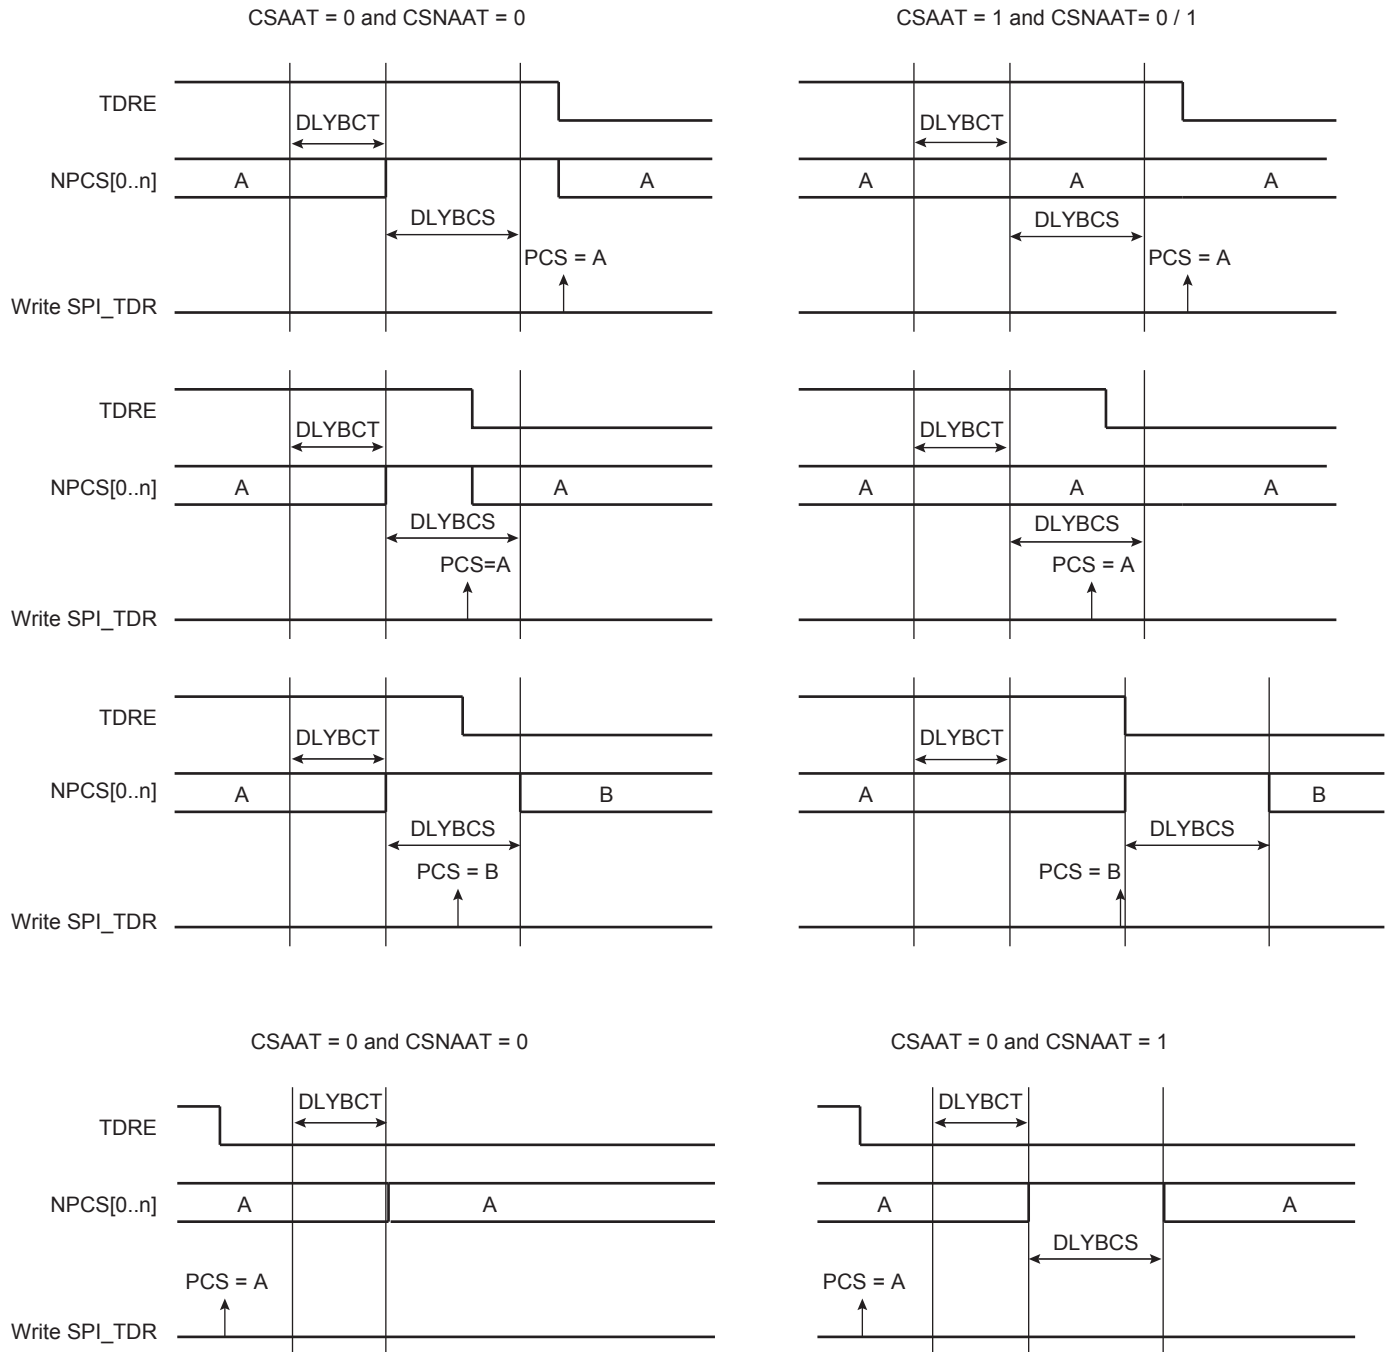 CSAAT = 0 and CSNAAT = 0
CSAAT = 1 and CSNAAT= 0 / 1
TDRE
DLYBCT
DLYBCT
NPCS[0..n]
A
A
A
A
A
DLYBCS
DLYBCS
PCS = A
PCS = A
Write SPI_TDR
TDRE
DLYBCT
DLYBCT
NPCS[0..n]
A
A
A
A
A
DLYBCS
DLYBCS
PCS=A
PCS = A
Write SPI_TDR
TDRE
DLYBCT
DLYBCT
NPCS[0..n]
A
B
A
B
DLYBCS
DLYBCS
PCS = B
PCS = B
Write SPI_TDR
CSAAT = 0 and CSNAAT = 0
CSAAT = 0 and CSNAAT = 1
DLYBCT
DLYBCT
TDRE
NPCS[0..n]
A
A
A
A
DLYBCS
PCS = A
PCS = A
Write SPI_TDR